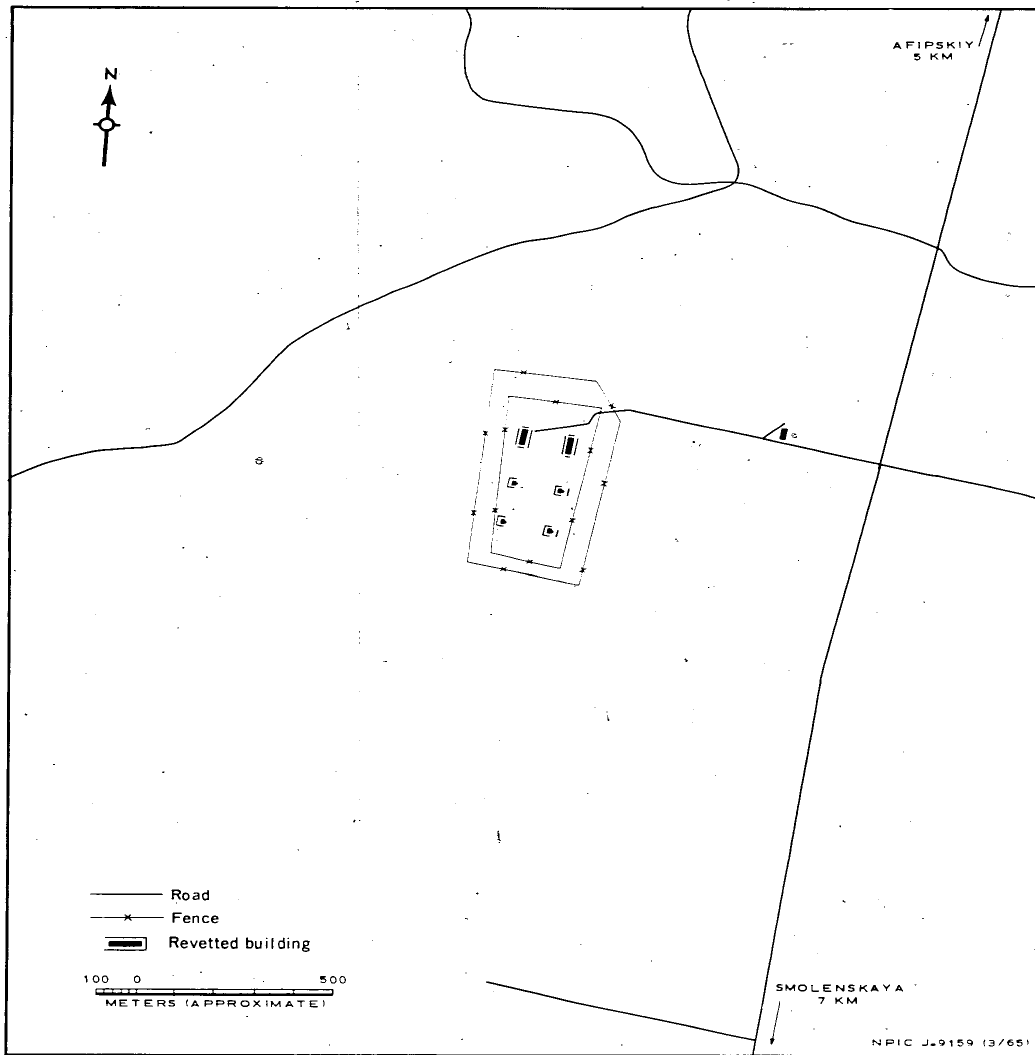 AFIPSKIY
5 KM
N
Road
Fence
Revetted building
100 0 500
METERS (APPROXIMATE)
SMOLENSKAYA
7 KM
NPIC J-9159 (3/65)